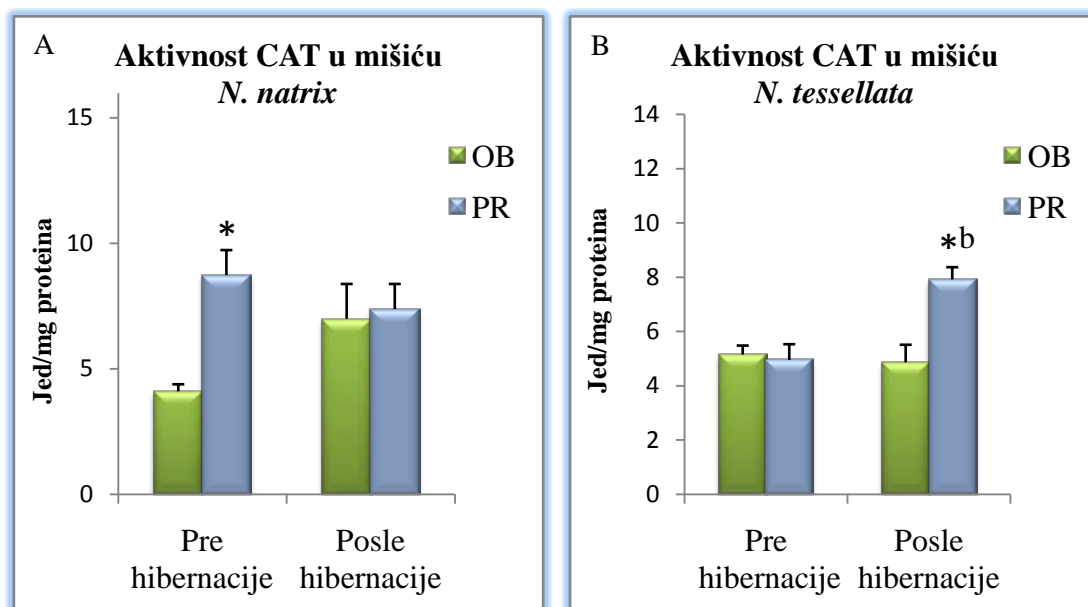 A
Aktivnost CAT u mišiću
N. natrix
15
10
5
0
Jed/mg proteina
OB
PR
*
Pre
hibernacije
Posle
hibernacije
B
Aktivnost CAT u mišiću
N. tessellata
14
12
10
8
6
4
2
0
Jed/mg proteina
OB
PR
*b
Pre
hibernacije
Posle
hibernacije